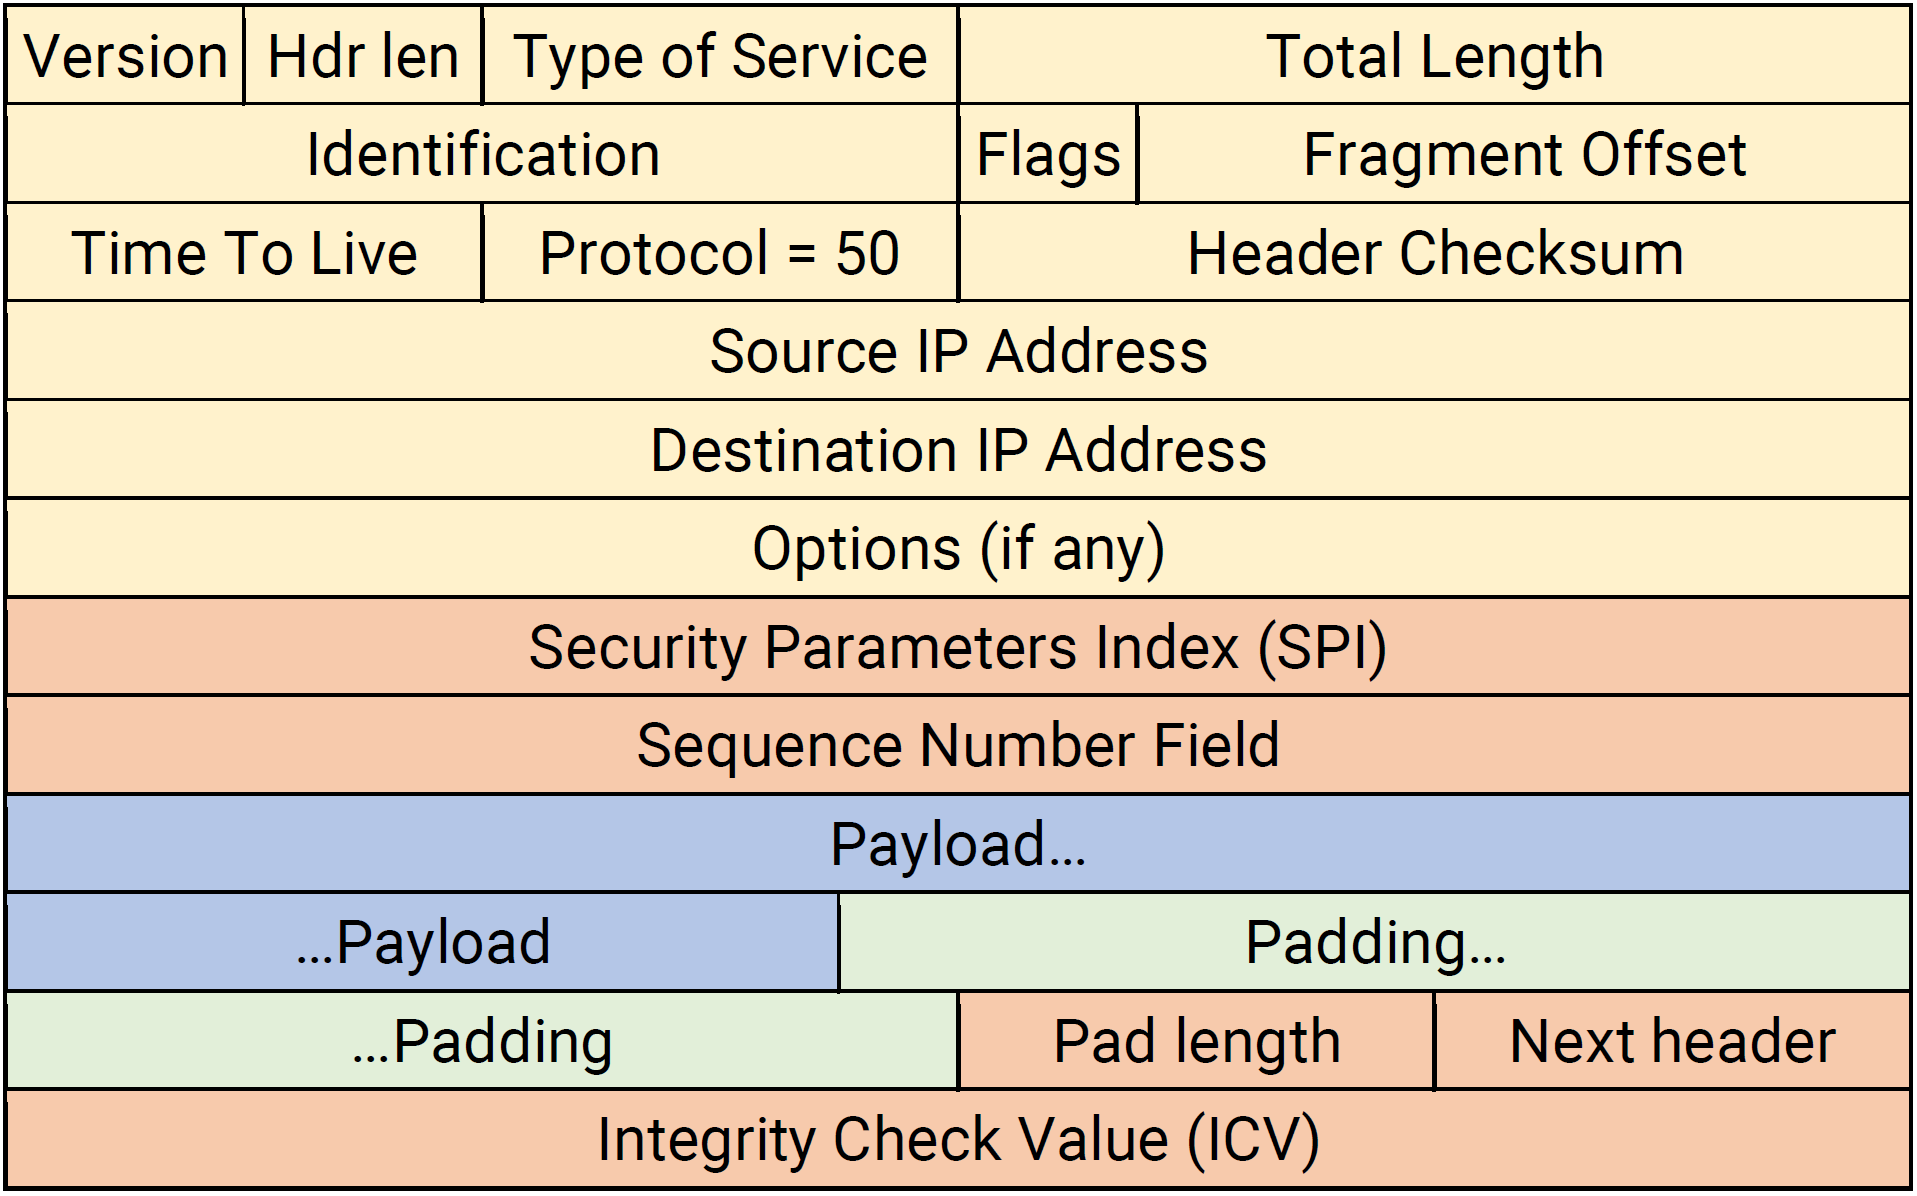 Version Hdr len Type of Service Total Length
Identification Flags Fragment Offset
Time To Live Protocol = 50 Header Checksum
Source IP Address
Destination IP Address
Options (if any)
Security Parameters Index (SPI)
Sequence Number Field
Payload...
...Payload Padding...
...Padding Pad length Next header
Integrity Check Value (ICV)